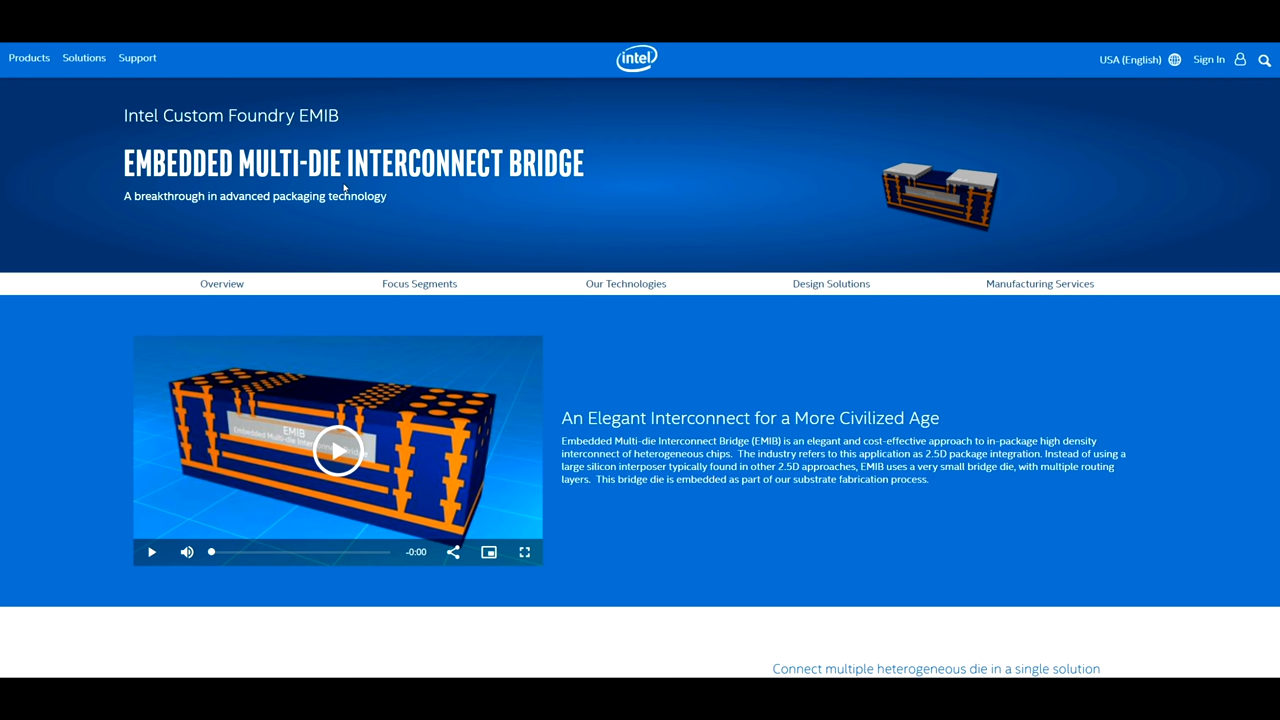 Products Solutions Support
intel
USA (English) Sign In
Intel Custom Foundry EMIB
EMBEDDED MULTI-DIE INTERCONNECT BRIDGE
A breakthrough in advanced packaging technology
Overview Focus Segments Our Technologies Design Solutions Manufacturing Services
EMIB
Embedded Multi-die Interconnect Bridge
-0:00
An Elegant Interconnect for a More Civilized Age
Embedded Multi-die Interconnect Bridge (EMIB) is an elegant and cost-effective approach to in-package high density
interconnect of heterogeneous chips. The industry refers to this application as 2.5D package integration. Instead of using a
large silicon interposer typically found in other 2.5D approaches, EMIB uses a very small bridge die, with multiple routing
layers. This bridge die is embedded as part of our substrate fabrication process.
Connect multiple heterogeneous die in a single solution